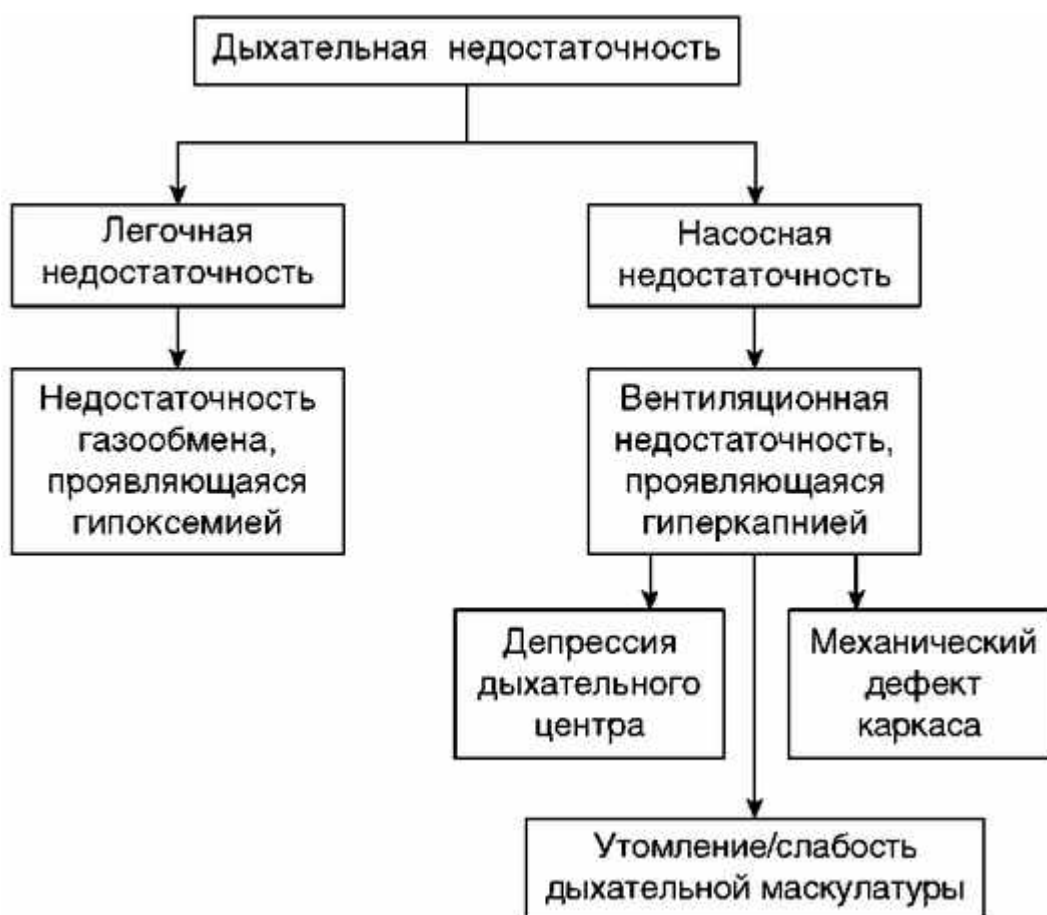 Дыхательная недостаточность
Легочная
недостаточность
Насосная
недостаточность
Недостаточность
газообмена,
проявляющаяся
гипоксемией
Вентиляционная
недостаточность,
проявляющаяся
гиперкапнией
Депрессия
дыхательного
центра
Механический
дефект
каркаса
Утомление/слабость
дыхательной маскулатуры